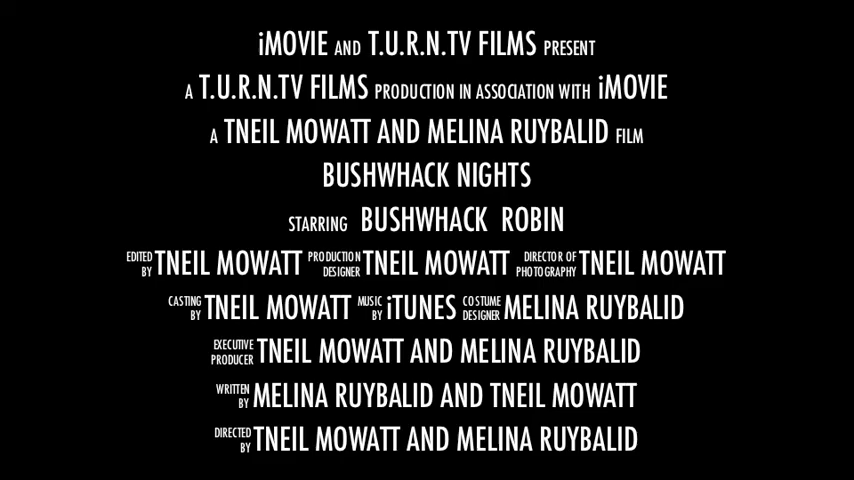 iMOVIE AND T.U.R.N.TV FILMS PRESENT
A T.U.R.N.TV FILMS PRODUCTION IN ASSOCIATION WITH iMOVIE
A TNEIL MOWATT AND MELINA RUYBALID FILM
BUSHWHACK NIGHTS
STARRING BUSHWHACK ROBIN
EDITED BY TNEIL MOWATT PRODUCTION DESIGNER TNEIL MOWATT DIRECTOR OF PHOTOGRAPHY TNEIL MOWATT
CASTING BY TNEIL MOWATT MUSIC BY iTUNES COSTUME DESIGNER MELINA RUYBALID
EXECUTIVE PRODUCER TNEIL MOWATT AND MELINA RUYBALID
WRITTEN BY MELINA RUYBALID AND TNEIL MOWATT
DIRECTED BY TNEIL MOWATT AND MELINA RUYBALID